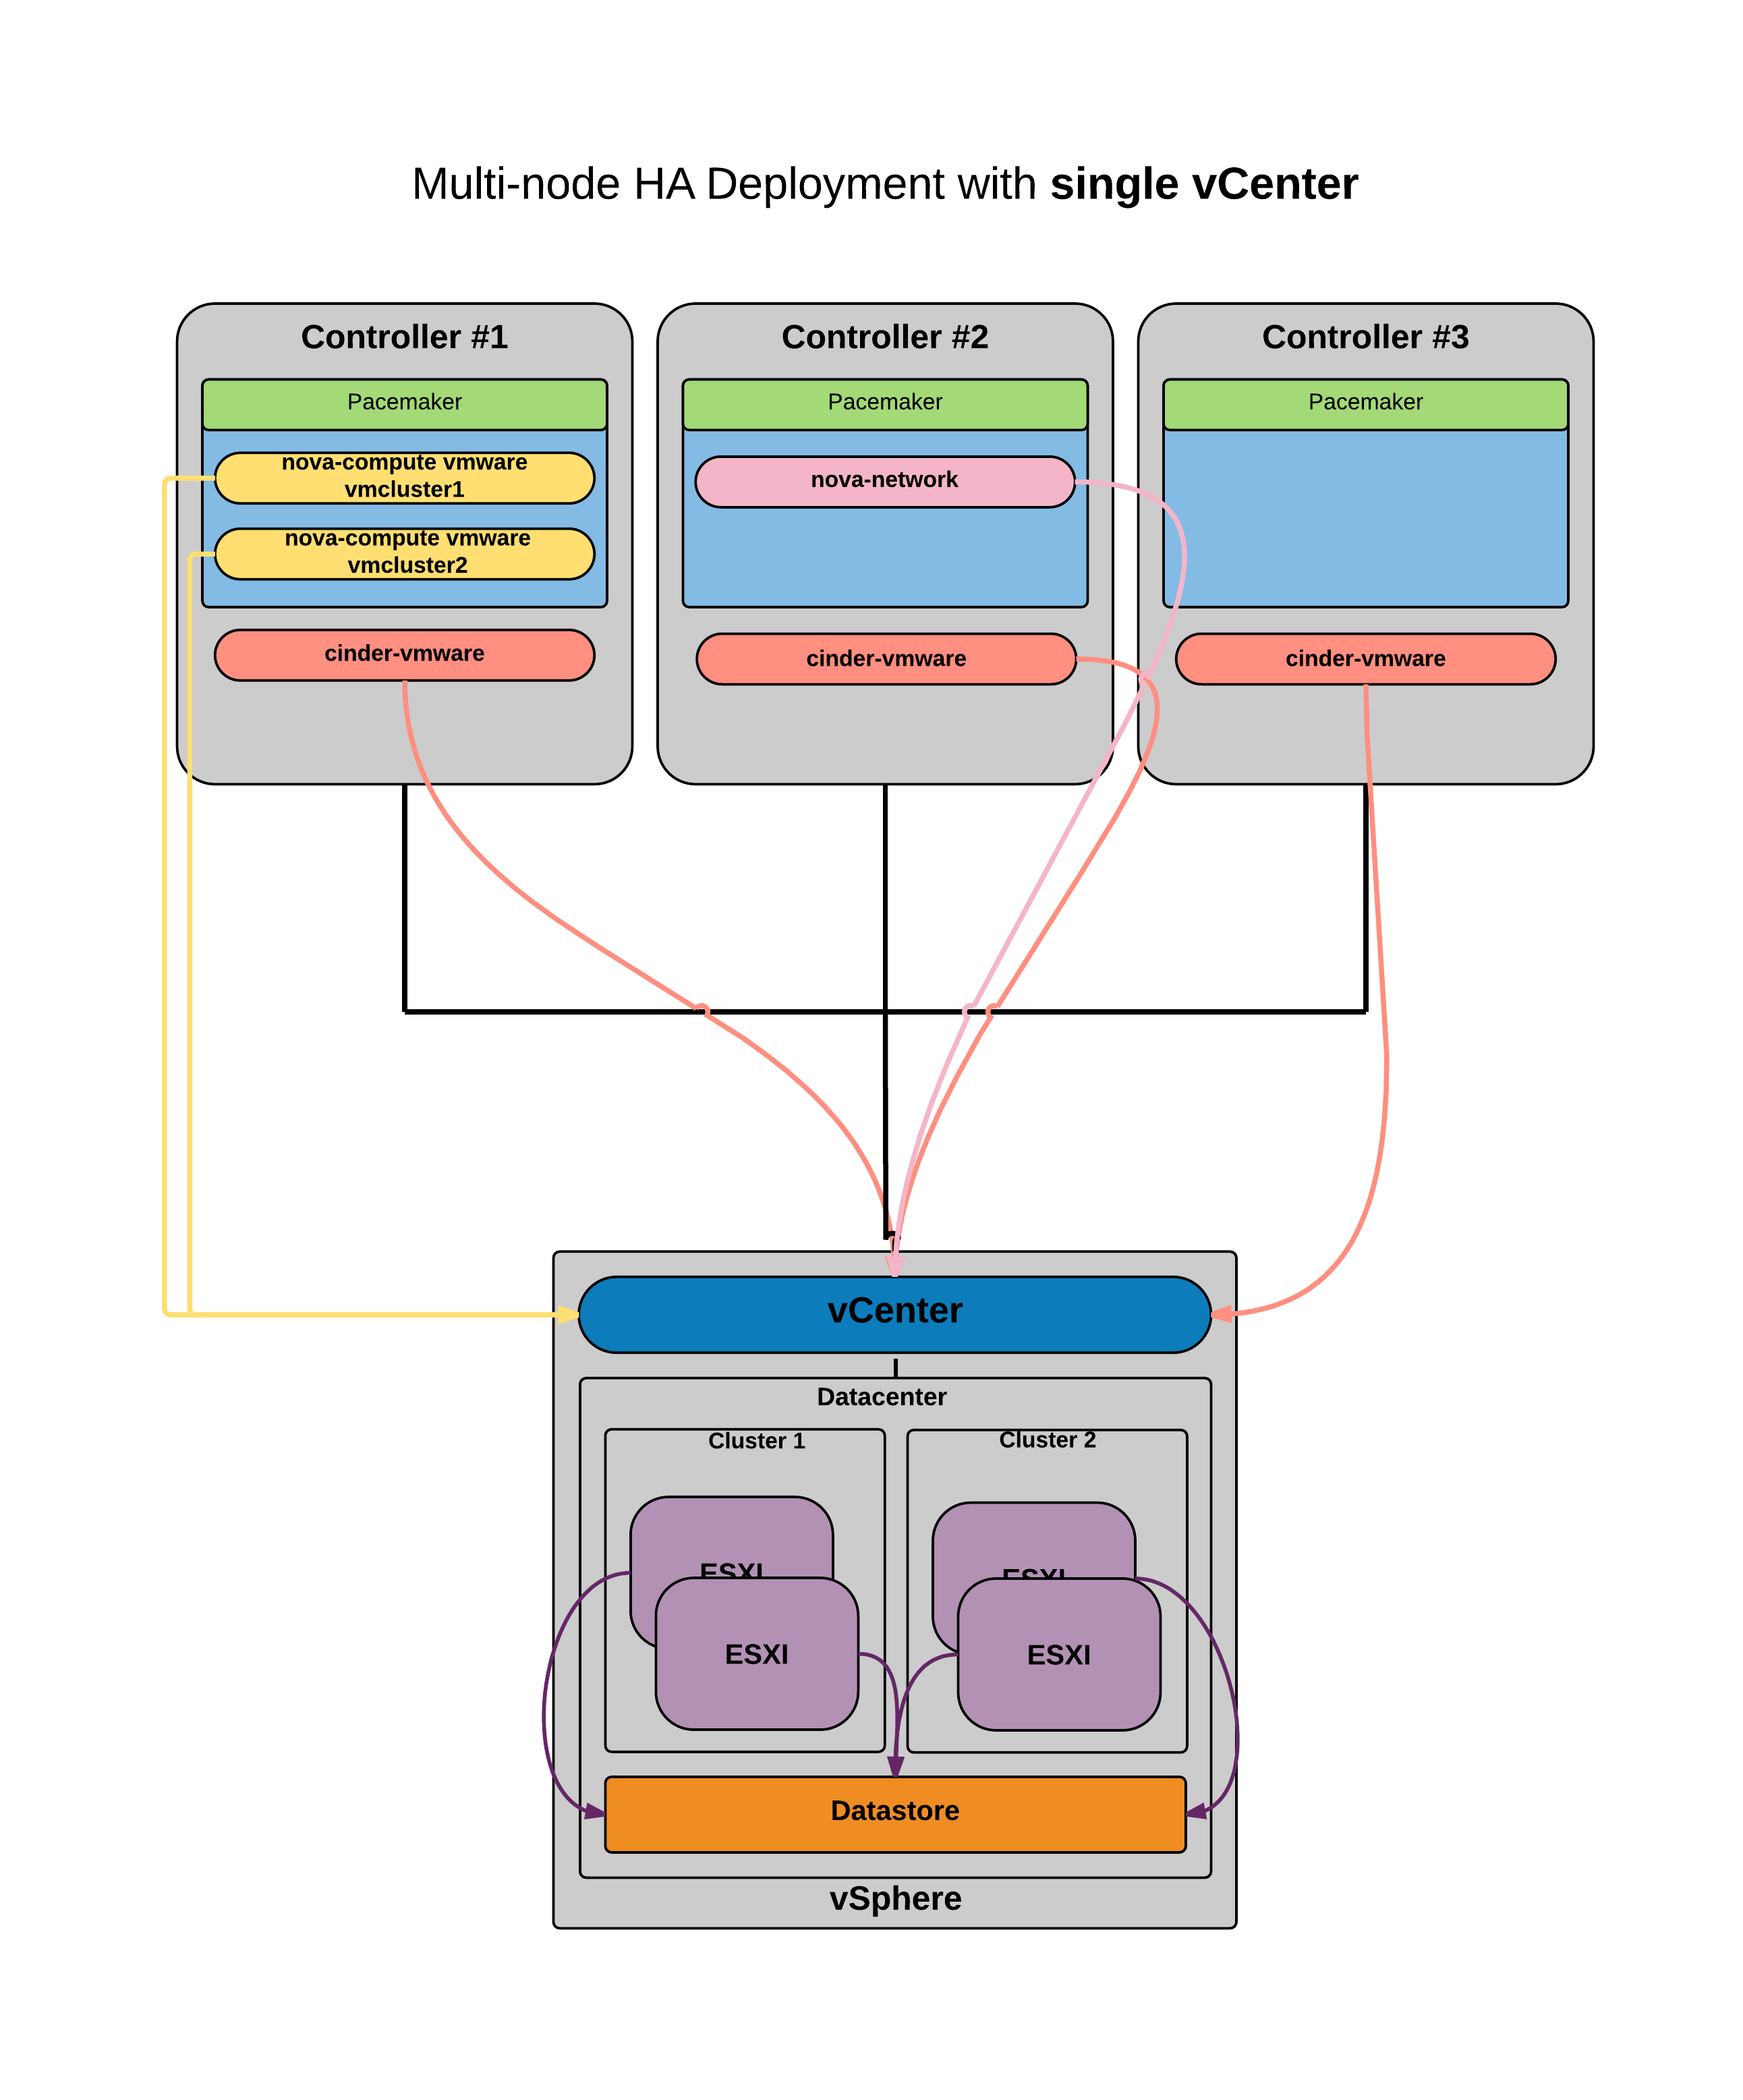 Multi-node HA Deployment with single vCenter
Controller #1
Pacemaker
nova-compute vmware
vmcluster1
nova-compute vmware
vmcluster2
cinder-vmware
Controller #2
Pacemaker
nova-network
cinder-vmware
Controller #3
Pacemaker
cinder-vmware
vCenter
Datacenter
Cluster 1
ESXI
ESXI
Cluster 2
ESXI
ESXI
Datastore
vSphere